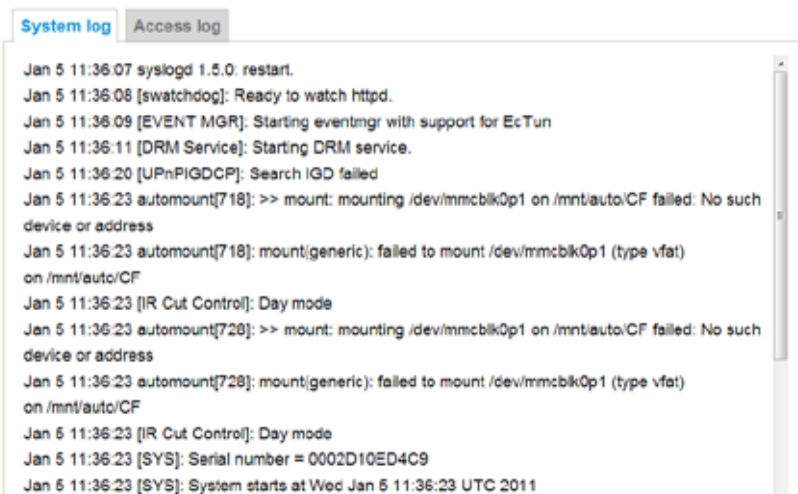 System log
Access log
Jan 5 11:36:07 syslogd 1.5.0: restart.
Jan 5 11:36:08 [swatchdog]: Ready to watch httpd.
Jan 5 11:36:09 [EVENT MGR]: Starting eventmgr with support for EcTun
Jan 5 11:36:11 [DRM Service]: Starting DRM service.
Jan 5 11:36:20 [UPnPIGDCP]: Search IGD failed
Jan 5 11:36:23 automount[718]: >> mount: mounting /dev/mmcblk0p1 on /mnt/auto/CF failed: No such
device or address
Jan 5 11:36:23 automount[718]: mount(generic): failed to mount /dev/mmcblk0p1 (type vfat)
on /mnt/auto/CF
Jan 5 11:36:23 [IR Cut Control]: Day mode
Jan 5 11:36:23 automount[728]: >> mount: mounting /dev/mmcblk0p1 on /mnt/auto/CF failed: No such
device or address
Jan 5 11:36:23 automount[728]: mount(generic): failed to mount /dev/mmcblk0p1 (type vfat)
on /mnt/auto/CF
Jan 5 11:36:23 [IR Cut Control]: Day mode
Jan 5 11:36:23 [SYS]: Serial number = 0002D10ED4C9
Jan 5 11:36:23 [SYS]: System starts at Wed Jan 5 11:36:23 UTC 2011